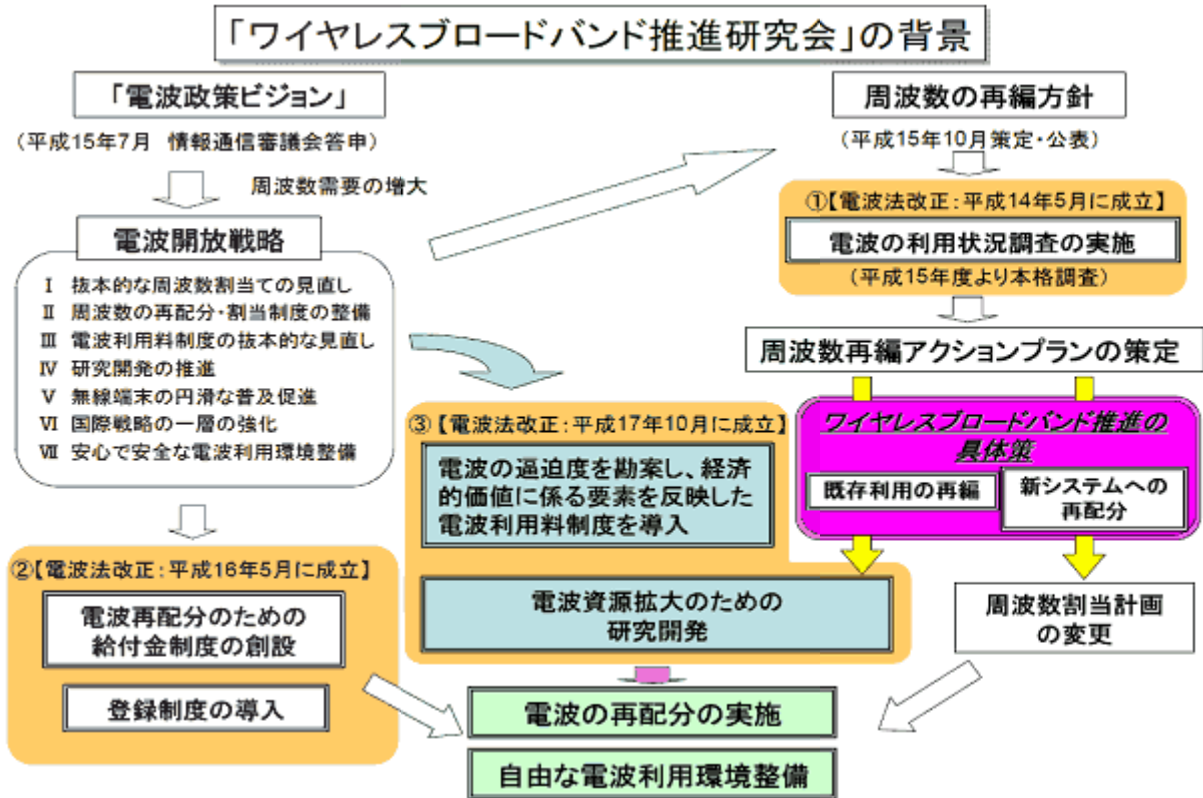 「ワイヤレスブロードバンド推進研究会」の背景
「電波政策ビジョン」
(平成15年7月 情報通信審議会答申)
周波数需要の増大
電波開放戦略
Ⅰ 抜本的な周波数割当ての見直し
Ⅱ 周波数の再配分・割当制度の整備
Ⅲ 電波利用料制度の抜本的な見直し
Ⅳ 研究開発の推進
Ⅴ 無線端末の円滑な普及促進
Ⅵ 国際戦略の一層の強化
Ⅶ 安心で安全な電波利用環境整備
②【電波法改正:平成16年5月に成立】
電波再配分のための
給付金制度の創設
登録制度の導入
③【電波法改正:平成17年10月に成立】
電波の逼迫度を勘案し、経済
的価値に係る要素を反映した
電波利用料制度を導入
電波資源拡大のための
研究開発
周波数の再編方針
(平成15年10月策定・公表)
①【電波法改正:平成14年5月に成立】
電波の利用状況調査の実施
(平成15年度より本格調査)
周波数再編アクションプランの策定
ワイヤレスブロードバンド推進の
具体策
既存利用の再編
新システムへの
再配分
周波数割当計画
の変更
電波の再配分の実施
自由な電波利用環境整備